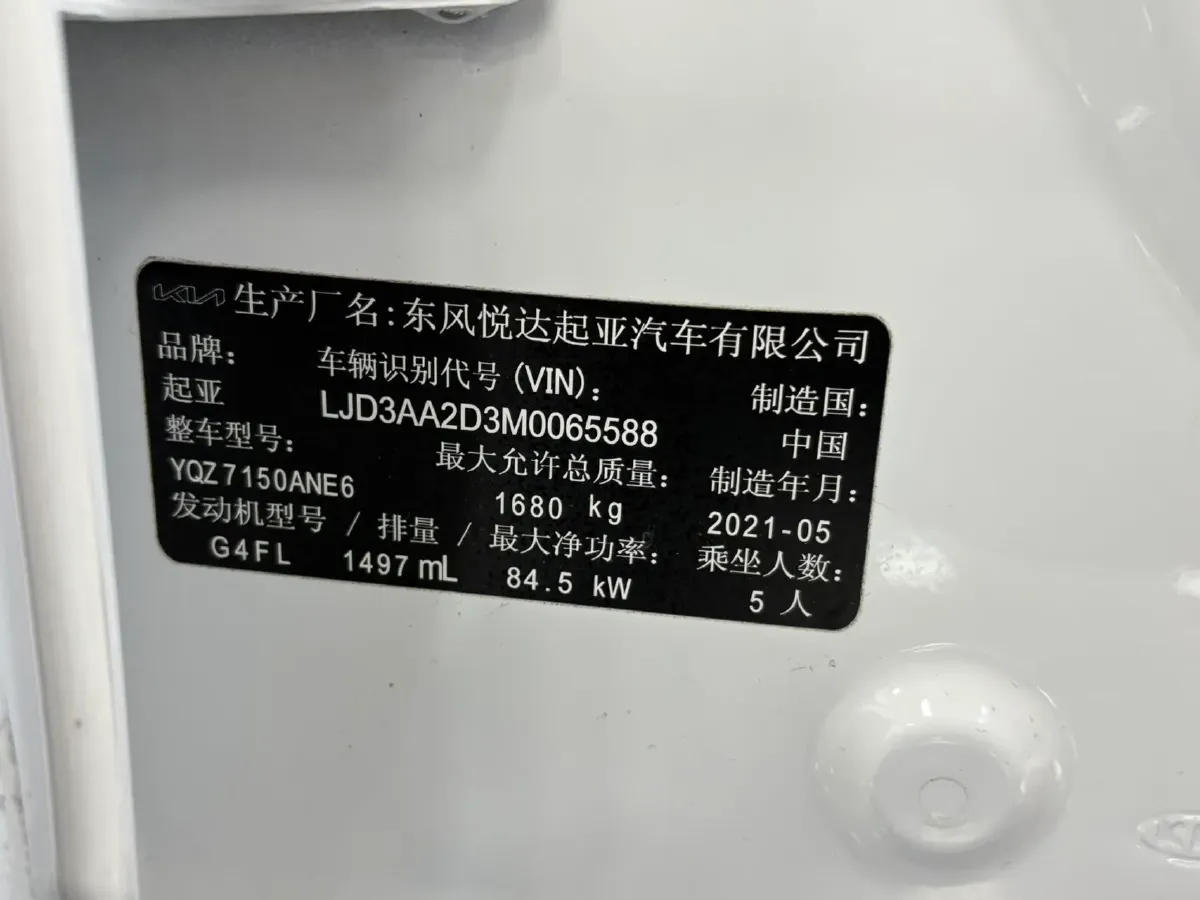 KIA 生产厂名:东风悦达起亚汽车有限公司
品牌: 车辆识别代号(VIN): 制造国:
起亚 LJD3AA2D3M0065588 中国
整车型号: 最大允许总质量: 制造年月:
YQZ7150ANE6 1680 kg 2021-05
发动机型号 / 排量 / 最大净功率: 乘坐人数:
G4FL 1497 mL 84.5 kW 5 人